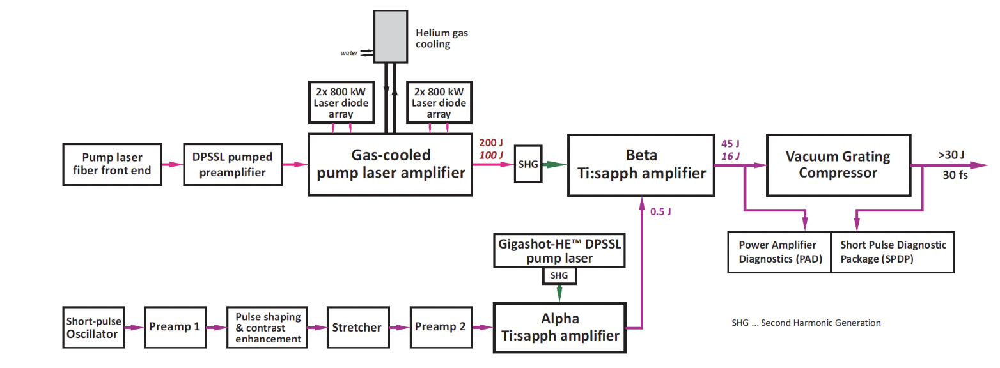 Helium gas
cooling
water
2x 800 kW
Laser diode
array
2x 800 kW
Laser diode
array
Pump laser
fiber front end
DPSSL pumped
preamplifier
Gas-cooled
pump laser amplifier
200 J
100 J
SHG
Beta
Ti:sapph amplifier
45 J
16 J
Vacuum Grating
Compressor
>30 J
30 fs
0.5 J
Power Amplifier
Diagnostics (PAD)
Short Pulse Diagnostic
Package (SPDP)
Gigashot-HE™ DPSSL
pump laser
SHG
Short-pulse
Oscillator
Preamp 1
Pulse shaping
& contrast
enhancement
Stretcher
Preamp 2
Alpha
Ti:sapph amplifier
SHG ... Second Harmonic Generation